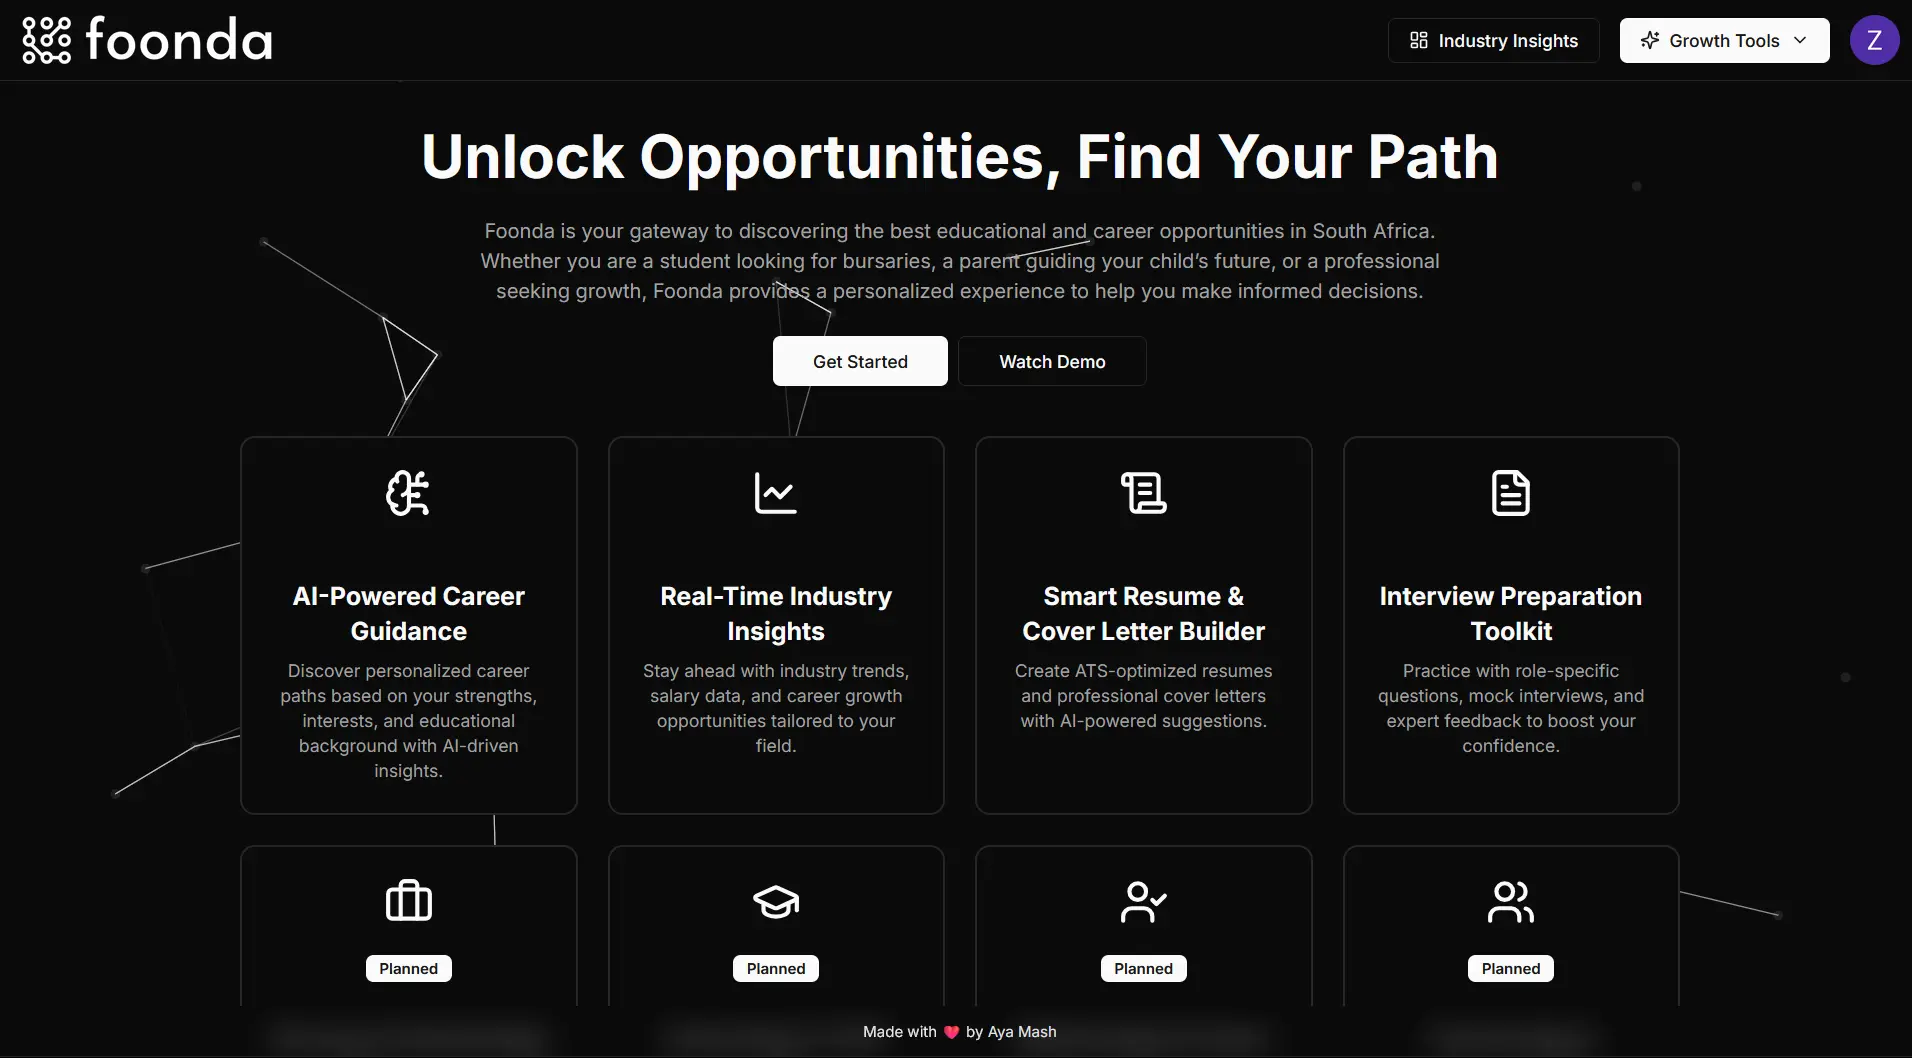 foonda
Industry Insights
Growth Tools
Z
Unlock Opportunities, Find Your Path
Foonda is your gateway to discovering the best educational and career opportunities in South Africa.
Whether you are a student looking for bursaries, a parent guiding your child’s future, or a professional
seeking growth, Foonda provides a personalized experience to help you make informed decisions.
Get Started
Watch Demo
AI-Powered Career
Guidance
Discover personalized career
paths based on your strengths,
interests, and educational
background with AI-driven
insights.
Real-Time Industry
Insights
Stay ahead with industry trends,
salary data, and career growth
opportunities tailored to your
field.
Smart Resume &
Cover Letter Builder
Create ATS-optimized resumes
and professional cover letters
with AI-powered suggestions.
Interview Preparation
Toolkit
Practice with role-specific
questions, mock interviews, and
expert feedback to boost your
confidence.
Planned
Planned
Planned
Planned
Made with ❤️ by Aya Mash